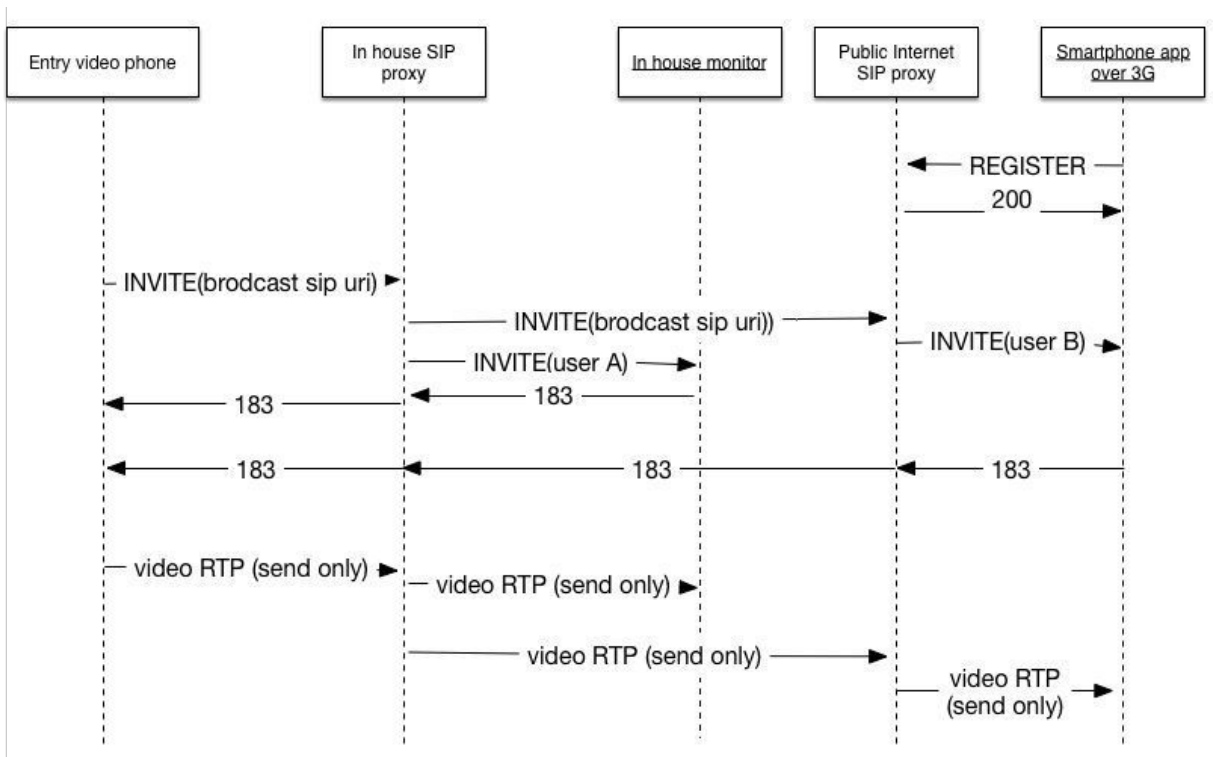 Entry video phone
In house SIP
proxy
In house monitor
Public Internet
SIP proxy
Smartphone app
over 3G
REGISTER
200
INVITE(brodcast sip uri)
INVITE(brodcast sip uri))
INVITE(user B)
INVITE(user A)
183
183
183
183
183
video RTP (send only)
video RTP (send only)
video RTP (send only)
video RTP
(send only)